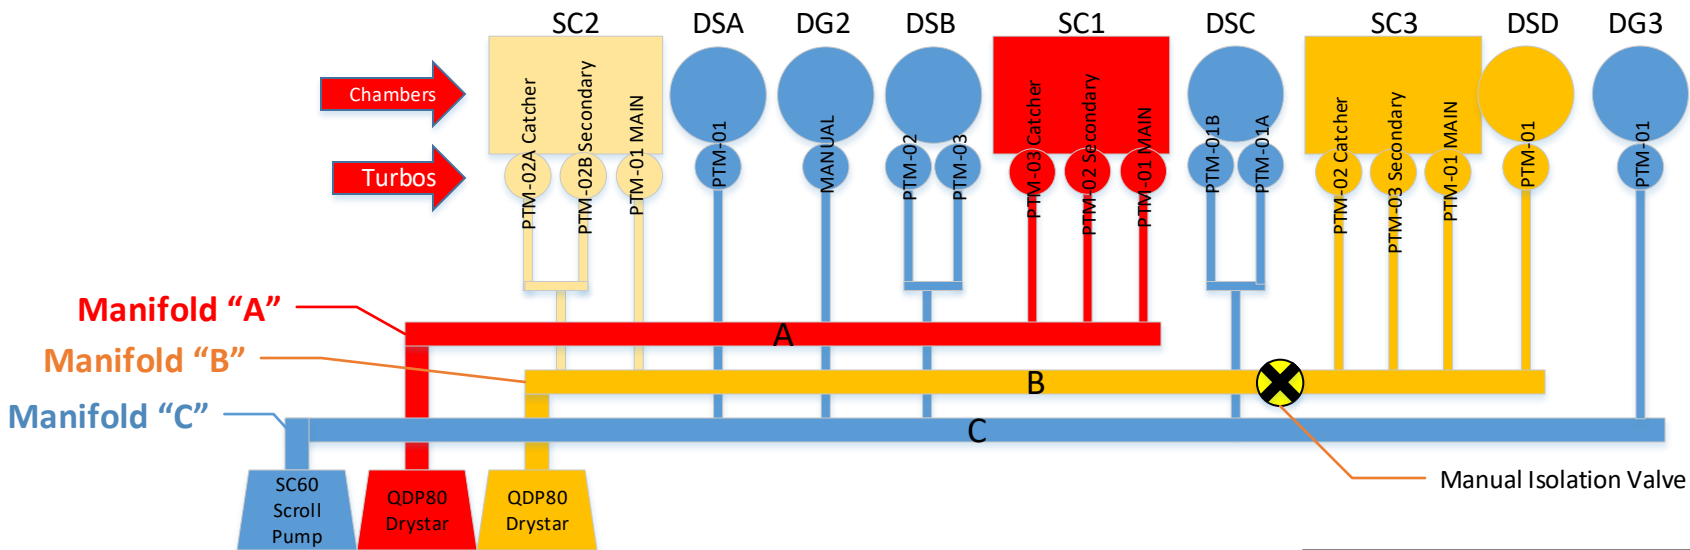 SC2 DSA DG2 DSB SC1 DSC SC3 DSD DG3
Chambers
Turbos
PTM-02A Catcher
PTM-02B Secondary
PTM-01 MAIN
PTM-01
MANUAL
PTM-02
PTM-03
PTM-03 Catcher
PTM-02 Secondary
PTM-01 MAIN
PTM-01B
PTM-01A
PTM-02 Catcher
PTM-03 Secondary
PTM-01 MAIN
PTM-01
PTM-01
Manifold “A”
A
Manifold “B”
B
Manifold “C”
C
Manual Isolation Valve
SC60
Scroll
Pump
QDP80
Drystar
QDP80
Drystar